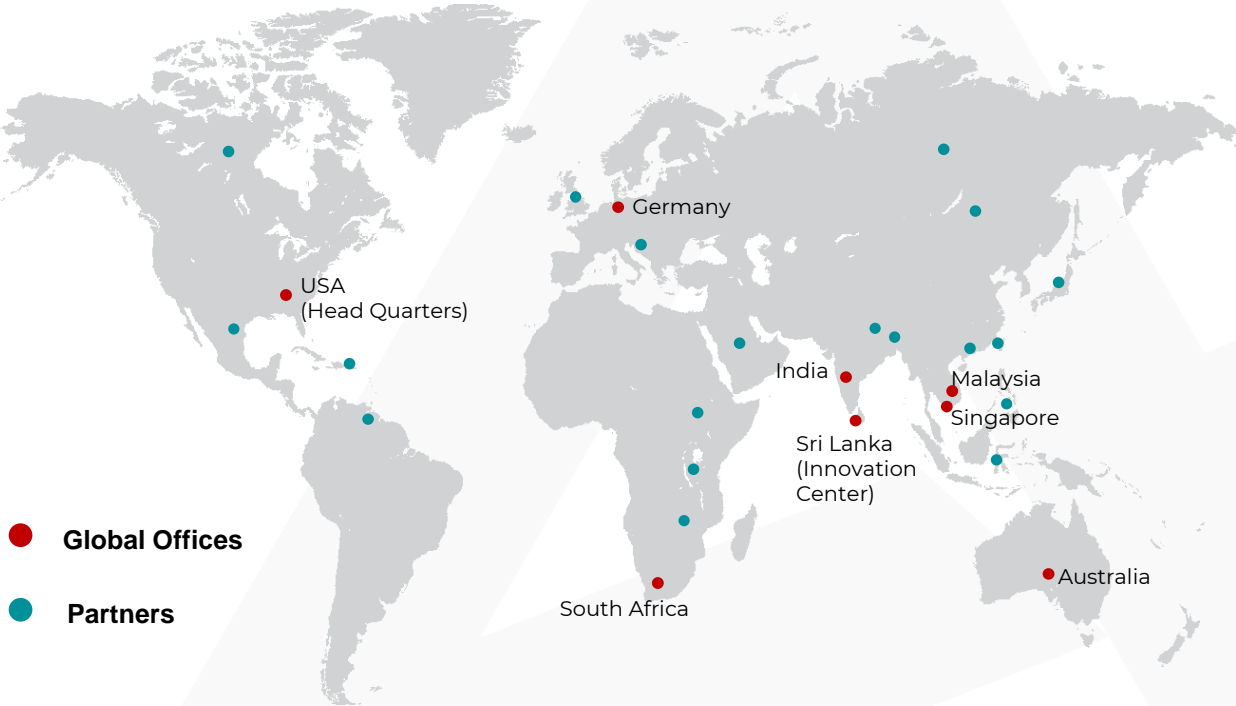 Germany
USA
(Head Quarters)
India
Malaysia
Singapore
Sri Lanka
(Innovation
Center)
Global Offices
Australia
South Africa
Partners